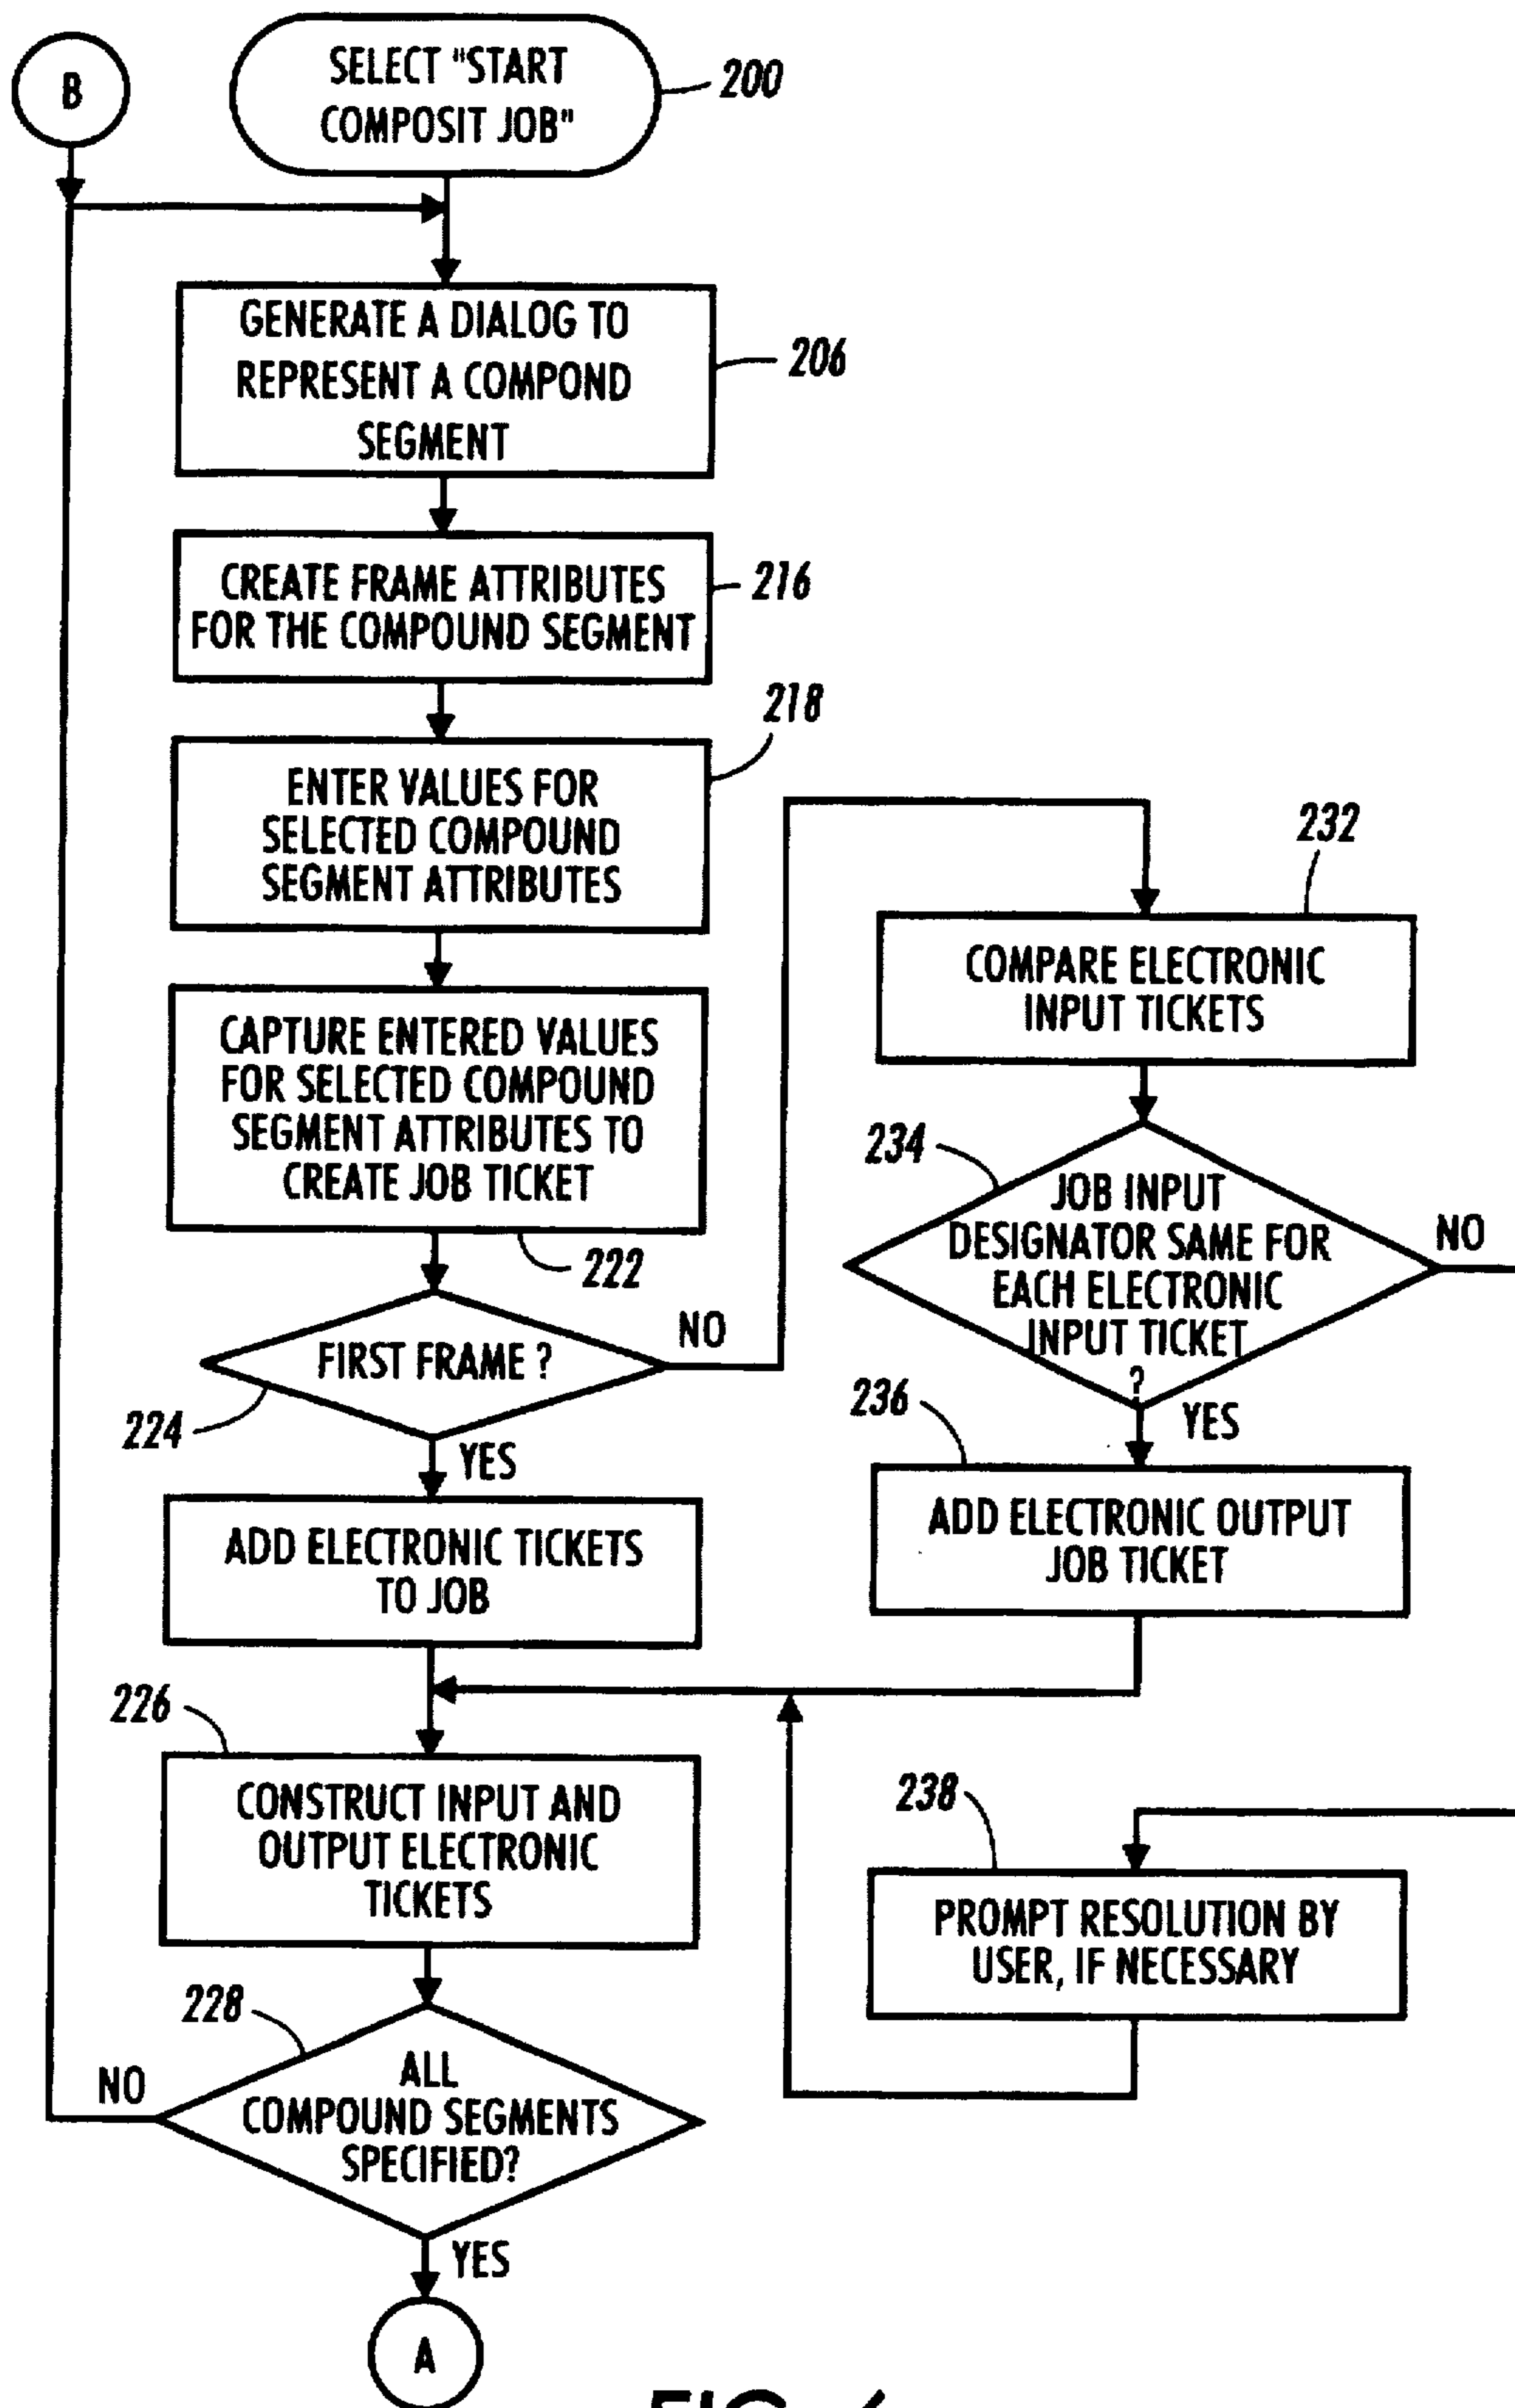 B
SELECT "START
COMPOSIT JOB"
200
GENERATE A DIALOG TO
REPRESENT A COMPOND
SEGMENT
206
CREATE FRAME ATTRIBUTES
FOR THE COMPOUND SEGMENT
216
218
ENTER VALUES FOR
SELECTED COMPOUND
SEGMENT ATTRIBUTES
CAPTURE ENTERED VALUES
FOR SELECTED COMPOUND
SEGMENT ATTRIBUTES TO
CREATE JOB TICKET
222
FIRST FRAME ?
NO
224
YES
ADD ELECTRONIC TICKETS
TO JOB
232
COMPARE ELECTRONIC
INPUT TICKETS
234
JOB INPUT
DESIGNATOR SAME FOR
EACH ELECTRONIC
INPUT TICKET
?
NO
YES
236
ADD ELECTRONIC OUTPUT
JOB TICKET
226
CONSTRUCT INPUT AND
OUTPUT ELECTRONIC
TICKETS
238
PROMPT RESOLUTION BY
USER, IF NECESSARY
228
ALL
COMPOUND SEGMENTS
SPECIFIED?
NO
YES
A